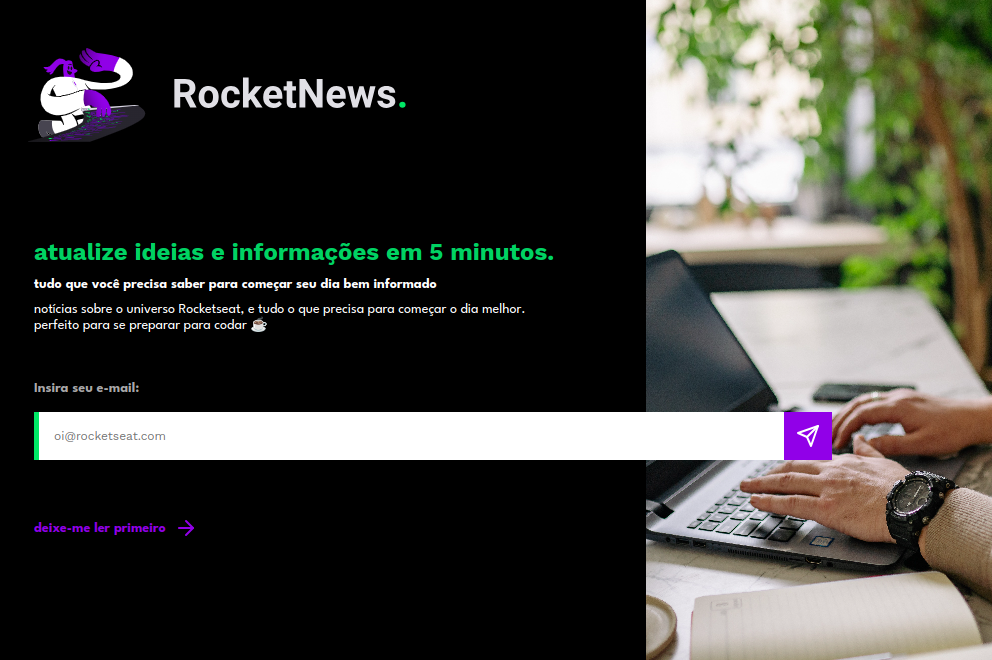 RocketNews.
atualize ideias e informações em 5 minutos.
tudo que você precisa saber para começar seu dia bem informado
notícias sobre o universo Rocketseat, e tudo o que precisa para começar o dia melhor.
perfeito para se preparar para codar ☕
Insira seu e-mail:
oi@rocketseat.com
deixe-me ler primeiro